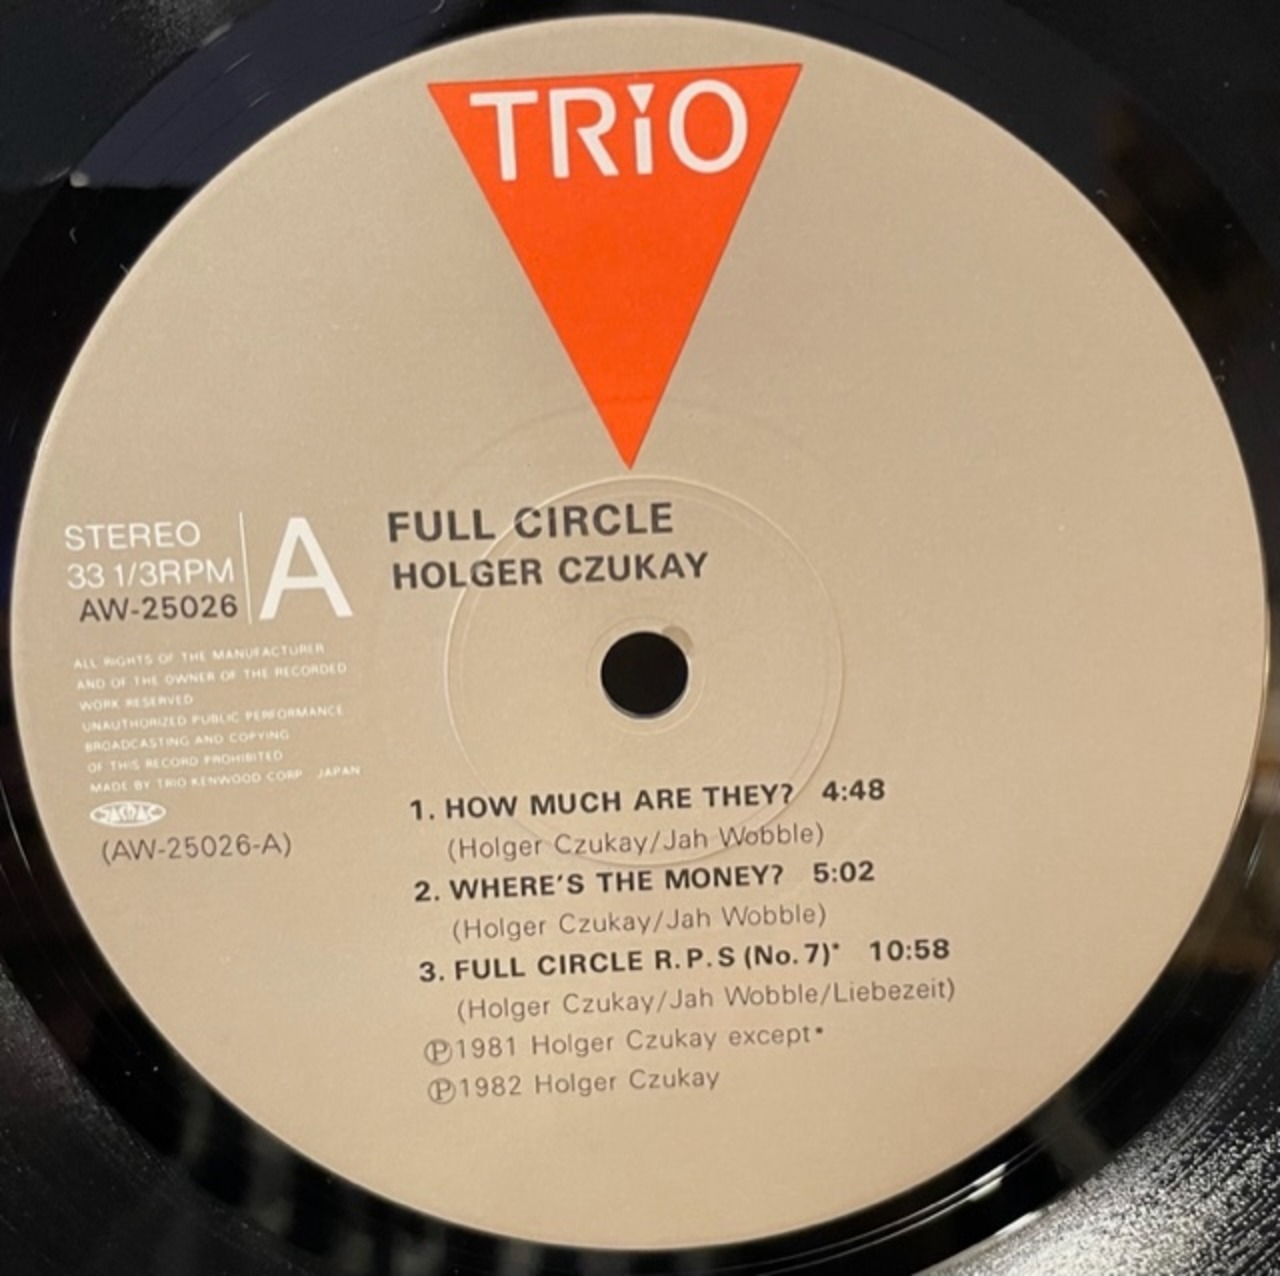 TRiO
STEREO
33 1/3RPM
AW-25026
A
FULL CIRCLE
HOLGER CZUKAY
ALL RIGHTS OF THE MANUFACTURER
AND OF THE OWNER OF THE RECORDED
WORK RESERVED
UNAUTHORIZED PUBLIC PERFORMANCE
BROADCASTING AND COPYING
OF THIS RECORD PROHIBITED
MADE BY TRIO KENWOOD CORP JAPAN
JASRAC
(AW-25026-A)
1. HOW MUCH ARE THEY? 4:48
(Holger Czukay/Jah Wobble)
2. WHERE'S THE MONEY? 5:02
(Holger Czukay/Jah Wobble)
3. FULL CIRCLE R.P.S (No.7)* 10:58
(Holger Czukay/Jah Wobble/Liebezeit)
℗1981 Holger Czukay except*
℗1982 Holger Czukay